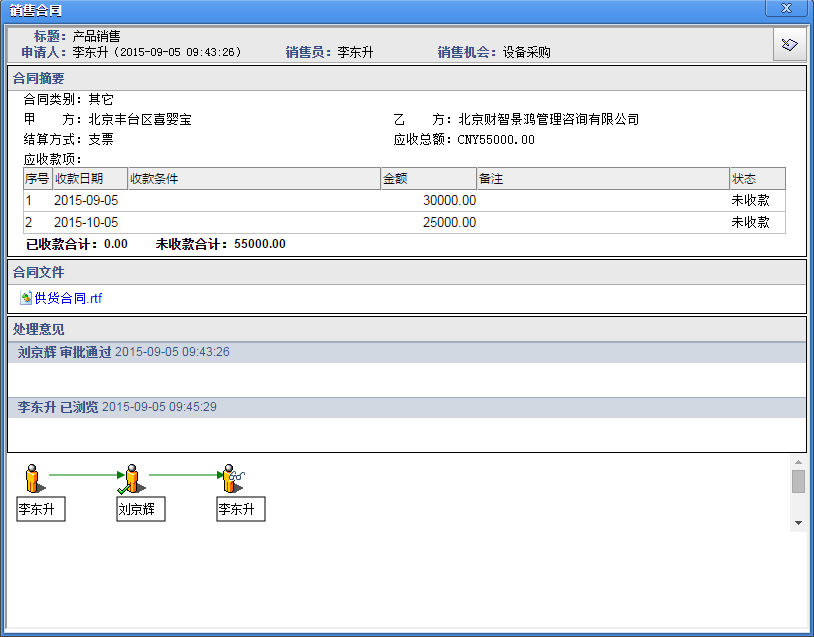 销售合同
标题：产品销售
申请人：李东升（2015-09-05 09:43:26） 销售员：李东升 销售机会：设备采购
合同摘要
合同类别：其它
甲 方：北京丰台区喜婴宝 乙 方：北京财智景鸿管理咨询有限公司
结算方式：支票 应收总额：CNY55000.00
应收款项：
序号 收款日期 收款条件 金额 备注 状态
1 2015-09-05 30000.00 未收款
2 2015-10-05 25000.00 未收款
已收款合计：0.00 未收款合计：55000.00
合同文件
供货合同.rtf
处理意见
刘京辉 审批通过 2015-09-05 09:43:26
李东升 已浏览 2015-09-05 09:45:29
李东升 刘京辉 李东升